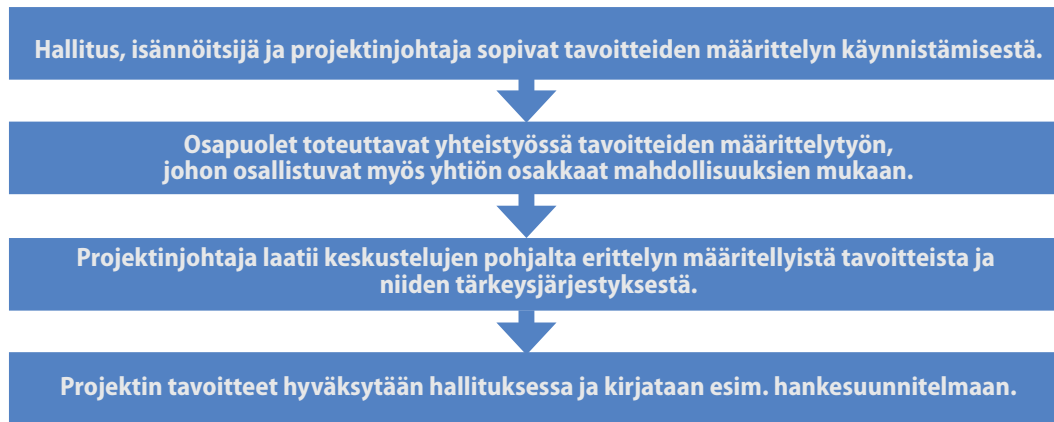 Hallitus, isännöitsijä ja projektinjohtaja sopivat tavoitteiden määrittelyn käynnistämisestä.
Osapuolet toteuttavat yhteistyössä tavoitteiden määrittelytyön,
johon osallistuvat myös yhtiön osakkaat mahdollisuuksien mukaan.
Projektinjohtaja laatii keskustelujen pohjalta erittelyn määritellyistä tavoitteista ja
niiden tärkeysjärjestyksestä.
Projektin tavoitteet hyväksytään hallituksessa ja kirjataan esim. hankesuunnitelmaan.